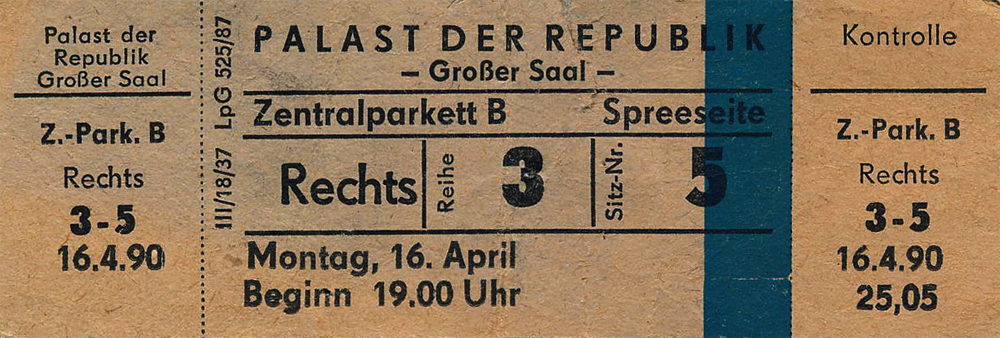 Palast der
Republik
Großer Saal
Z.-Park. B
Rechts
3-5
16.4.90
III/18/37 LpG 525/87
PALAST DER REPUBLIK
– Großer Saal –
Zentralparkett B Spreeseite
Rechts Reihe 3 Sitz-Nr. 5
Montag, 16. April
Beginn 19.00 Uhr
Kontrolle
Z.-Park. B
Rechts
3-5
16.4.90
25,05